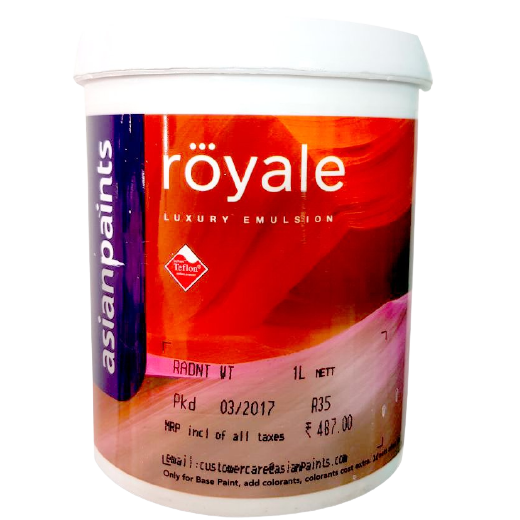 asianpaints
röyale
LUXURY EMULSION
Teflon®
RADNT WT 1L NETT
Pkd 03/2017 A35
MRP incl of all taxes ₹ 487.00
Email:customercare@asianPaints.com
Only for Base Paint, add colorants, colorants cost extra.